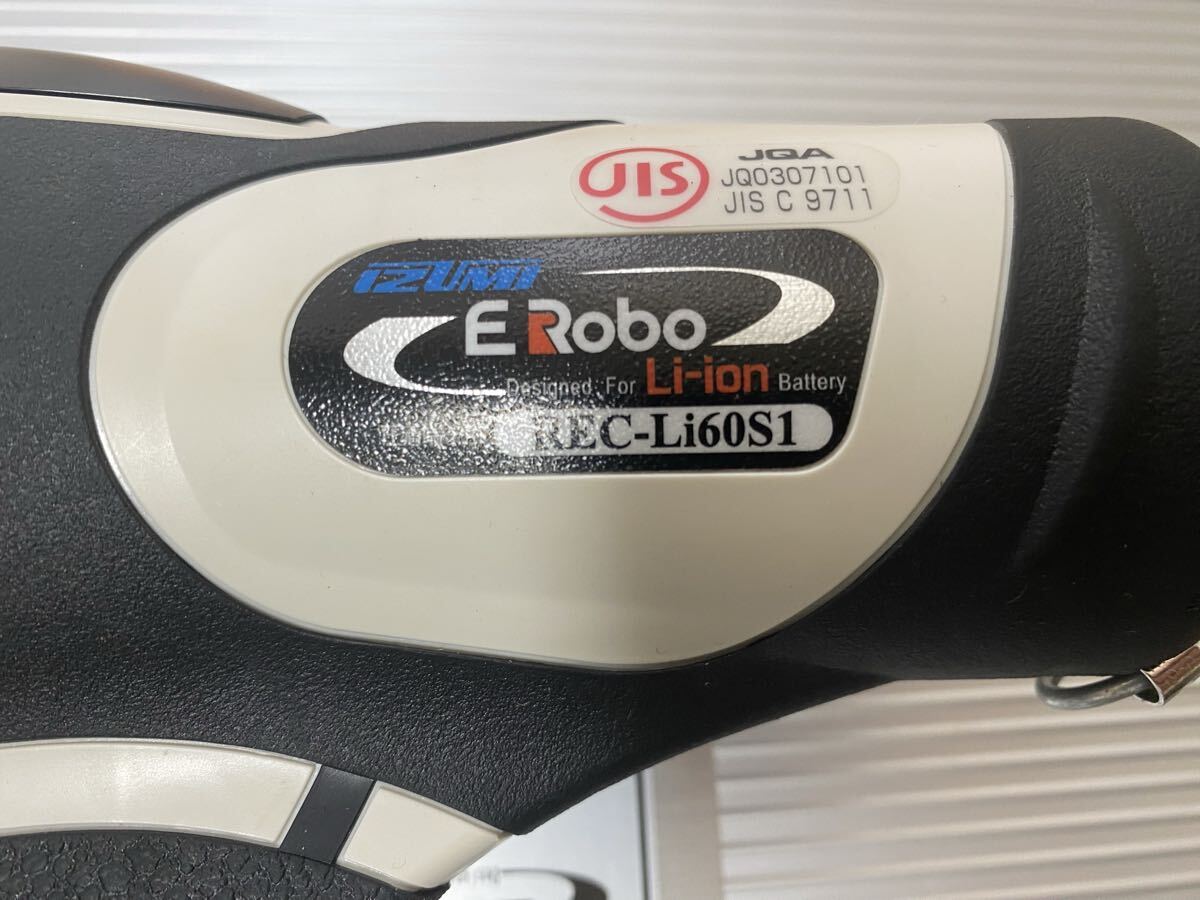 JIS
JQA
JQ0307101
JIS C 9711
IZUMI
E Robo
Designed For Li-ion Battery
REC-Li60S1